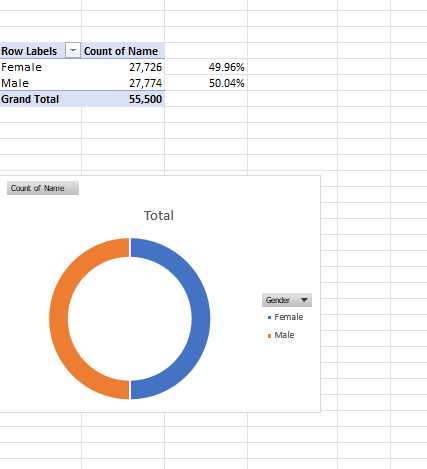 Row Labels Count of Name
Female 27,726 49.96%
Male 27,774 50.04%
Grand Total 55,500
Count of Name
Total
Gender
Female
Male